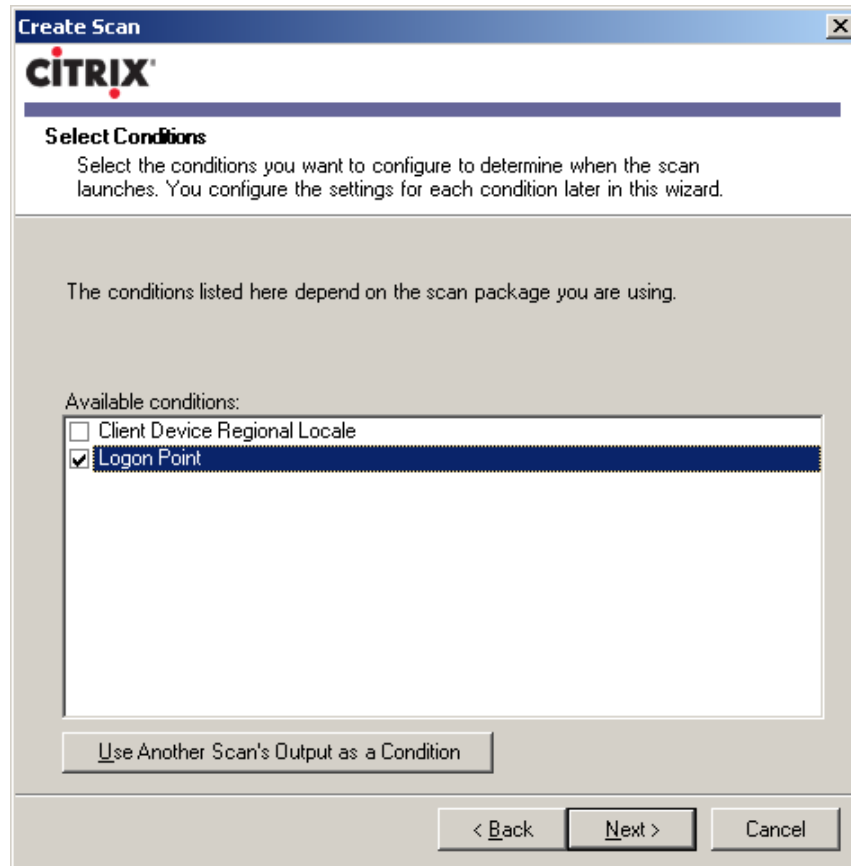 Create Scan
CITRIX
Select Conditions
Select the conditions you want to configure to determine when the scan
launches. You configure the settings for each condition later in this wizard.
The conditions listed here depend on the scan package you are using.
Available conditions:
Client Device Regional Locale
Logon Point
Use Another Scan's Output as a Condition
< Back
Next >
Cancel